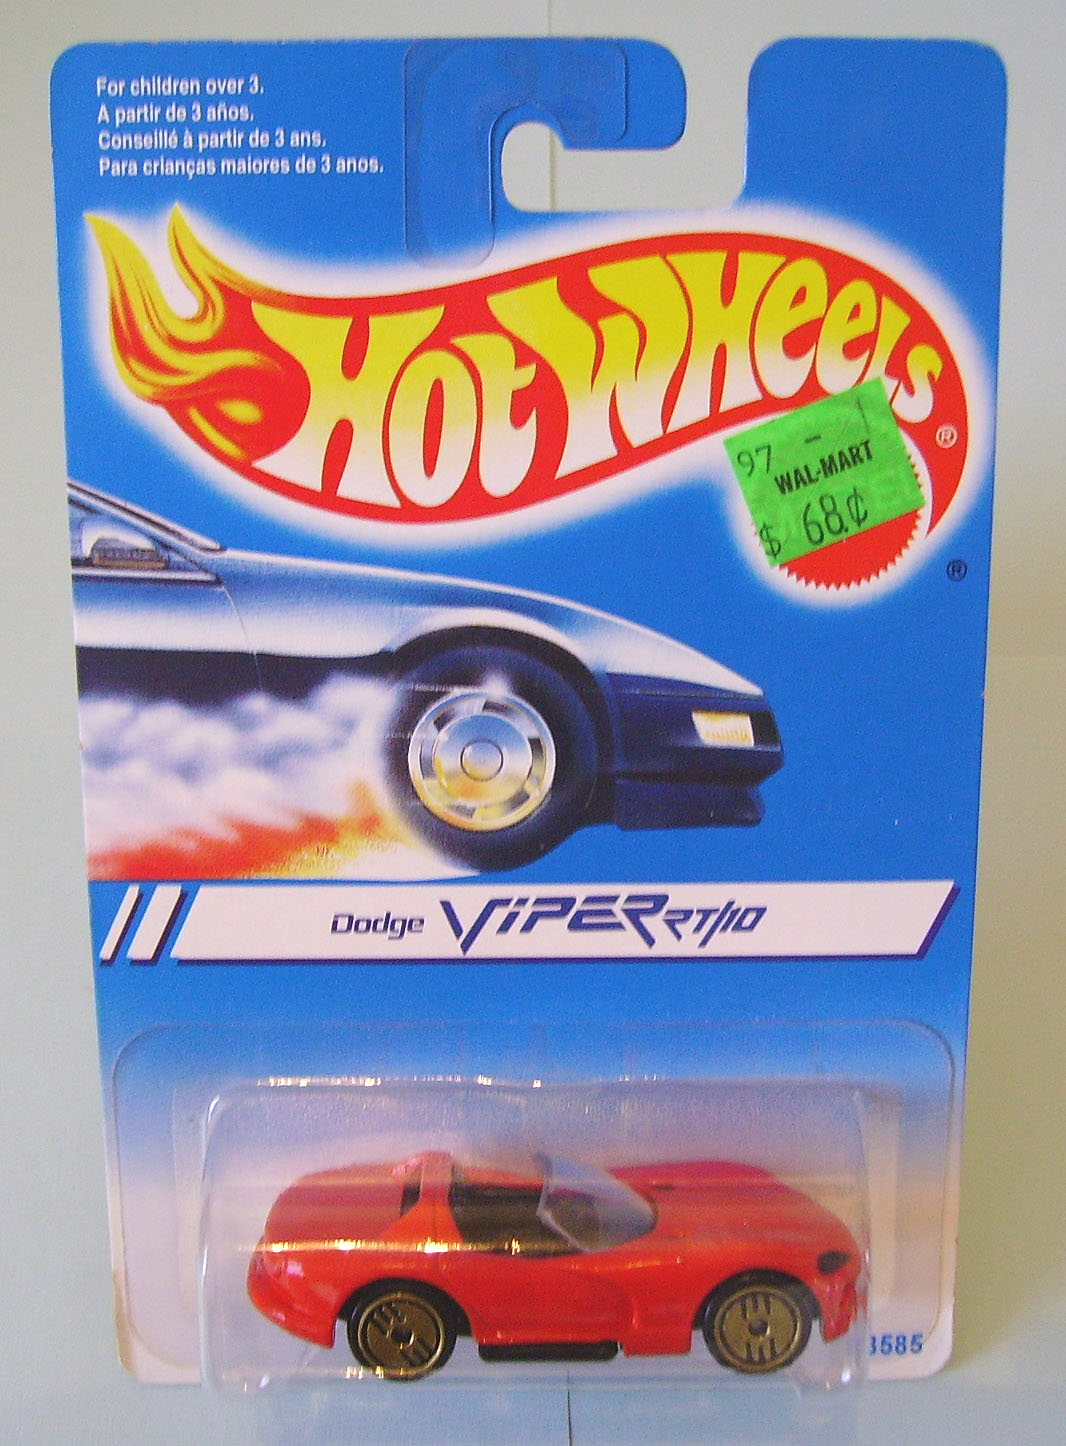 For children over 3.
A partir de 3 años.
Conseillé à partir de 3 ans.
Para crianças maiores de 3 anos.
Hot Wheels ®
97 - 1
WAL-MART
$ 68.¢
®
Dodge VIPER RT/10
3585